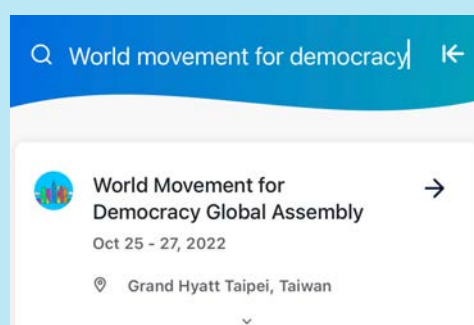 World movement for democracy
World Movement for
Democracy Global Assembly
Oct 25 - 27, 2022
Grand Hyatt Taipei, Taiwan